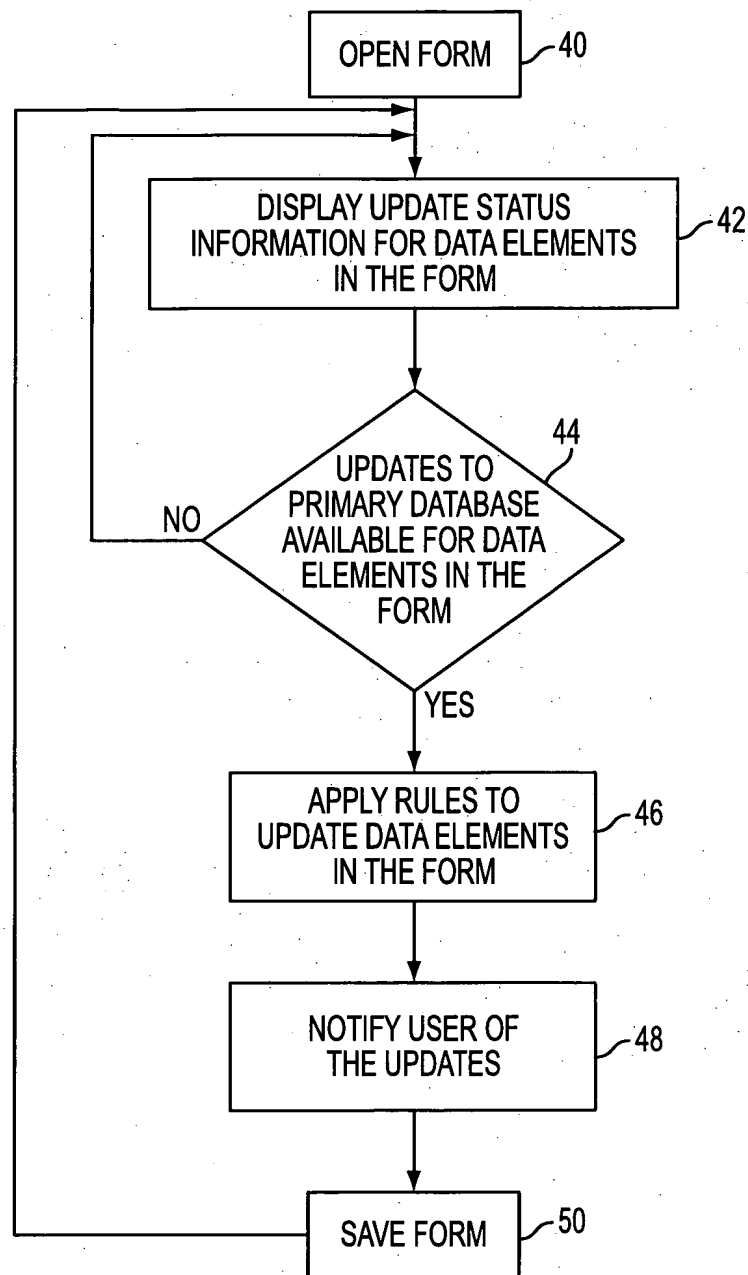 OPEN FORM
40
DISPLAY UPDATE STATUS
INFORMATION FOR DATA ELEMENTS
IN THE FORM
42
44
UPDATES TO
PRIMARY DATABASE
AVAILABLE FOR DATA
ELEMENTS IN THE
FORM
NO
YES
APPLY RULES TO
UPDATE DATA ELEMENTS
IN THE FORM
46
NOTIFY USER OF
THE UPDATES
48
SAVE FORM
50